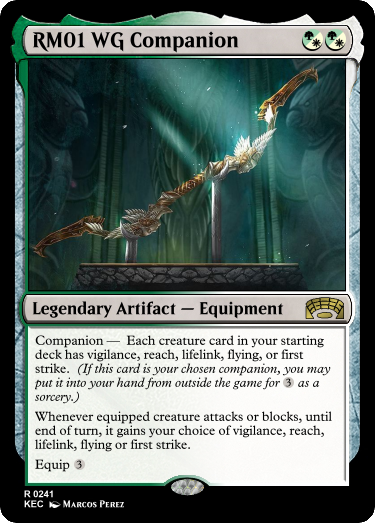 RM01 WG Companion
Legendary Artifact — Equipment
Companion — Each creature card in your starting
deck has vigilance, reach, lifelink, flying, or first
strike. (If this card is your chosen companion, you may
put it into your hand from outside the game for 3 as a
sorcery.)
Whenever equipped creature attacks or blocks, until
end of turn, it gains your choice of vigilance, reach,
lifelink, flying or first strike.
Equip 3
R 0241
KEC Marcos Perez